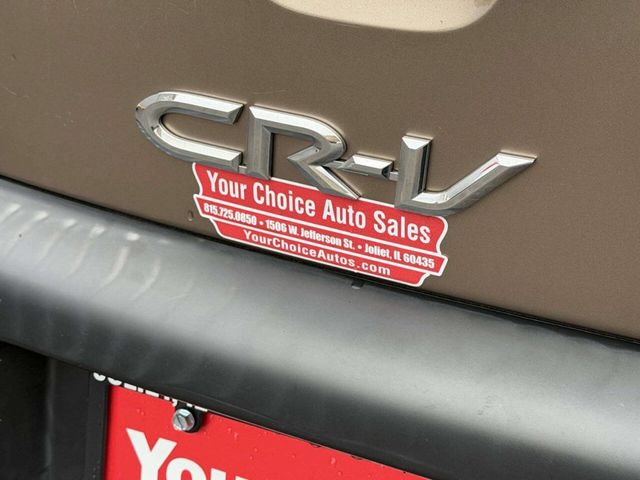 CR-V
Your Choice Auto Sales
815.725.0850 • 1506 W. Jefferson St. • Joliet, IL 60435
YourChoiceAutos.com
You